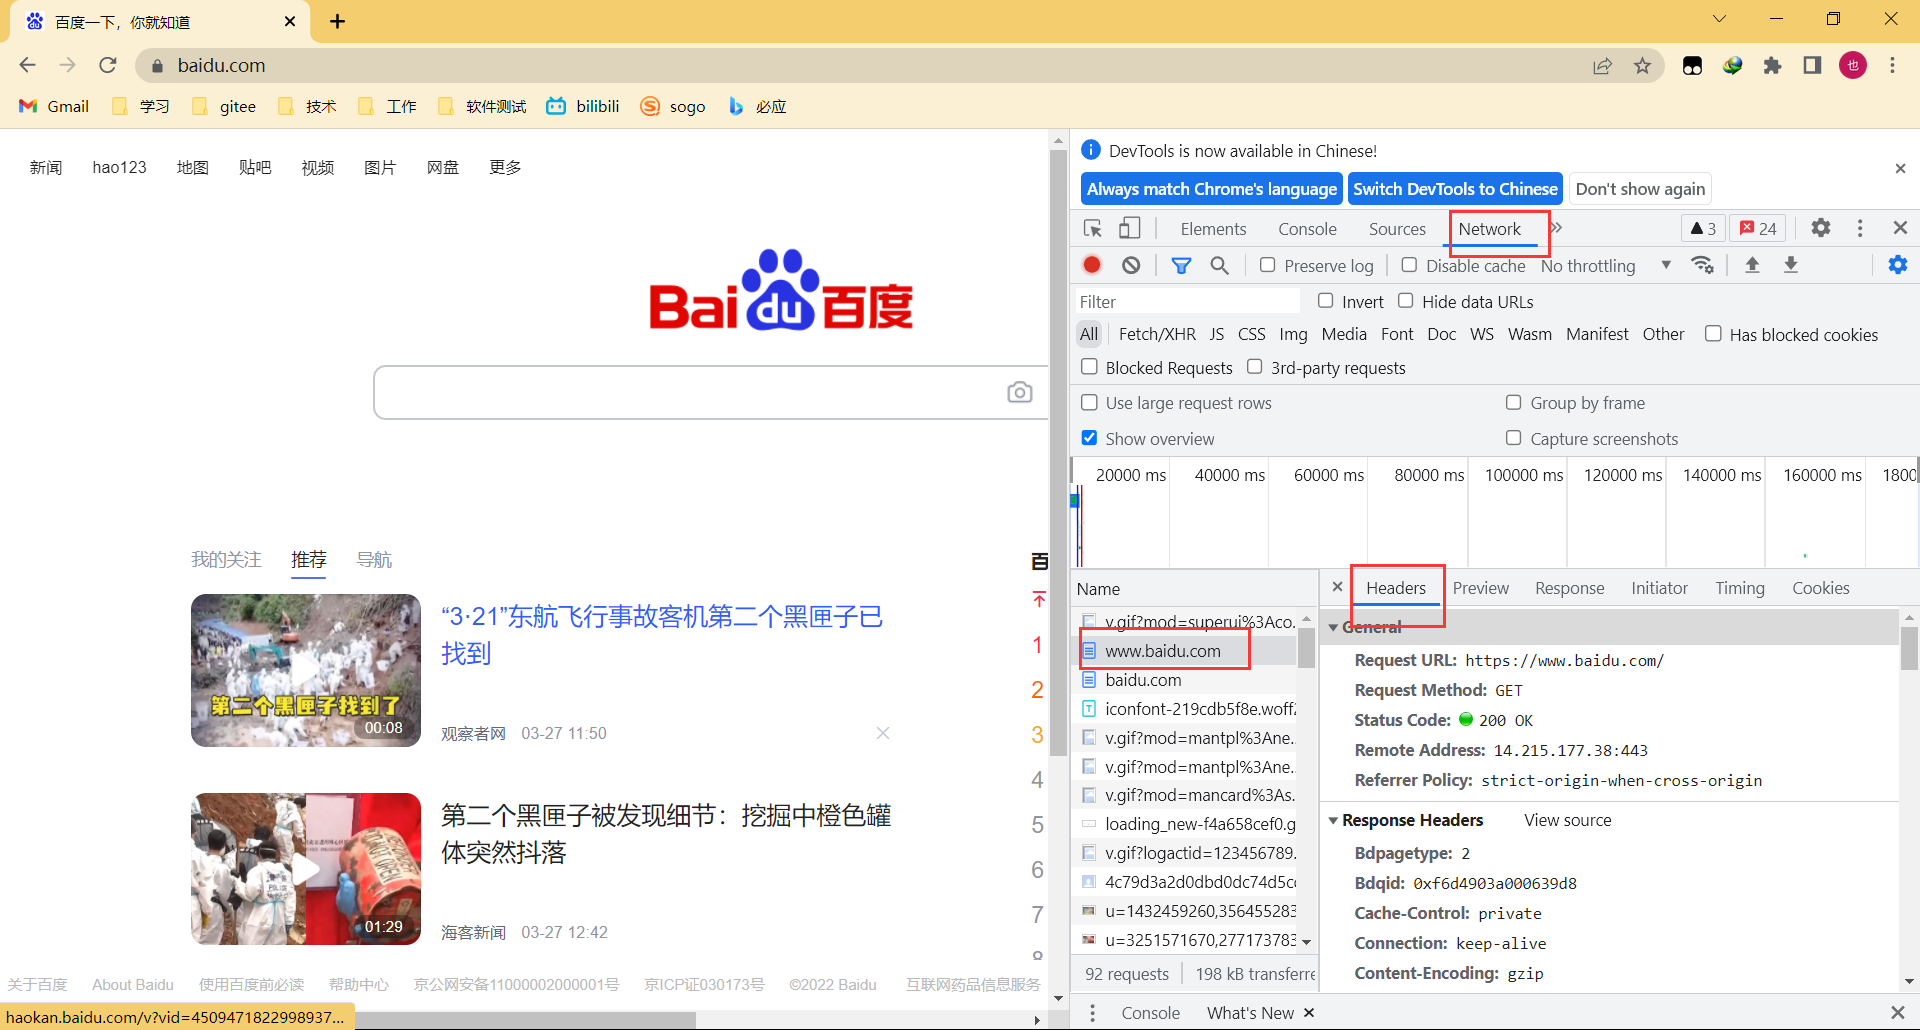 百度一下，你就知道
baidu.com
也
Gmail 学习 gitee 技术 工作 软件测试 bilibili sogo 必应
新闻 hao123 地图 贴吧 视频 图片 网盘 更多
Bai du 百度
我的关注 推荐 导航
百
“3·21”东航飞行事故客机第二个黑匣子已
找到
第二个黑匣子找到了
00:08
观察者网 03-27 11:50
第二个黑匣子被发现细节：挖掘中橙色罐
体突然抖落
01:29
海客新闻 03-27 12:42
1
2
3
4
5
6
7
8
关于百度 About Baidu 使用百度前必读 帮助中心 京公网安备11000002000001号 京ICP证030173号 ©2022 Baidu 互联网药品信息服务
haokan.baidu.com/v?vid=4509471822998937...
DevTools is now available in Chinese!
Always match Chrome's language Switch DevTools to Chinese Don't show again
Elements Console Sources Network » 3 24
Preserve log Disable cache No throttling
Filter Invert Hide data URLs
All Fetch/XHR JS CSS Img Media Font Doc WS Wasm Manifest Other Has blocked cookies
Blocked Requests 3rd-party requests
Use large request rows Group by frame
Show overview Capture screenshots
20000 ms 40000 ms 60000 ms 80000 ms 100000 ms 120000 ms 140000 ms 160000 ms 1800
Name
v.gif?mod=superui%3Aco.
www.baidu.com
baidu.com
iconfont-219cdb5f8e.woff2
v.gif?mod=mantpl%3Ane..
v.gif?mod=mantpl%3Ane..
v.gif?mod=mancard%3As.
loading_new-f4a658cef0.g
v.gif?logactid=123456789.
4c79d3a2d0dbd0dc74d5c
u=1432459260,356455283
u=3251571670,277173783
92 requests 198 kB transferre
Headers Preview Response Initiator Timing Cookies
General
Request URL: https://www.baidu.com/
Request Method: GET
Status Code: 200 OK
Remote Address: 14.215.177.38:443
Referrer Policy: strict-origin-when-cross-origin
Response Headers View source
Bdpagetype: 2
Bdqid: 0xf6d4903a000639d8
Cache-Control: private
Connection: keep-alive
Content-Encoding: gzip
Console What's New